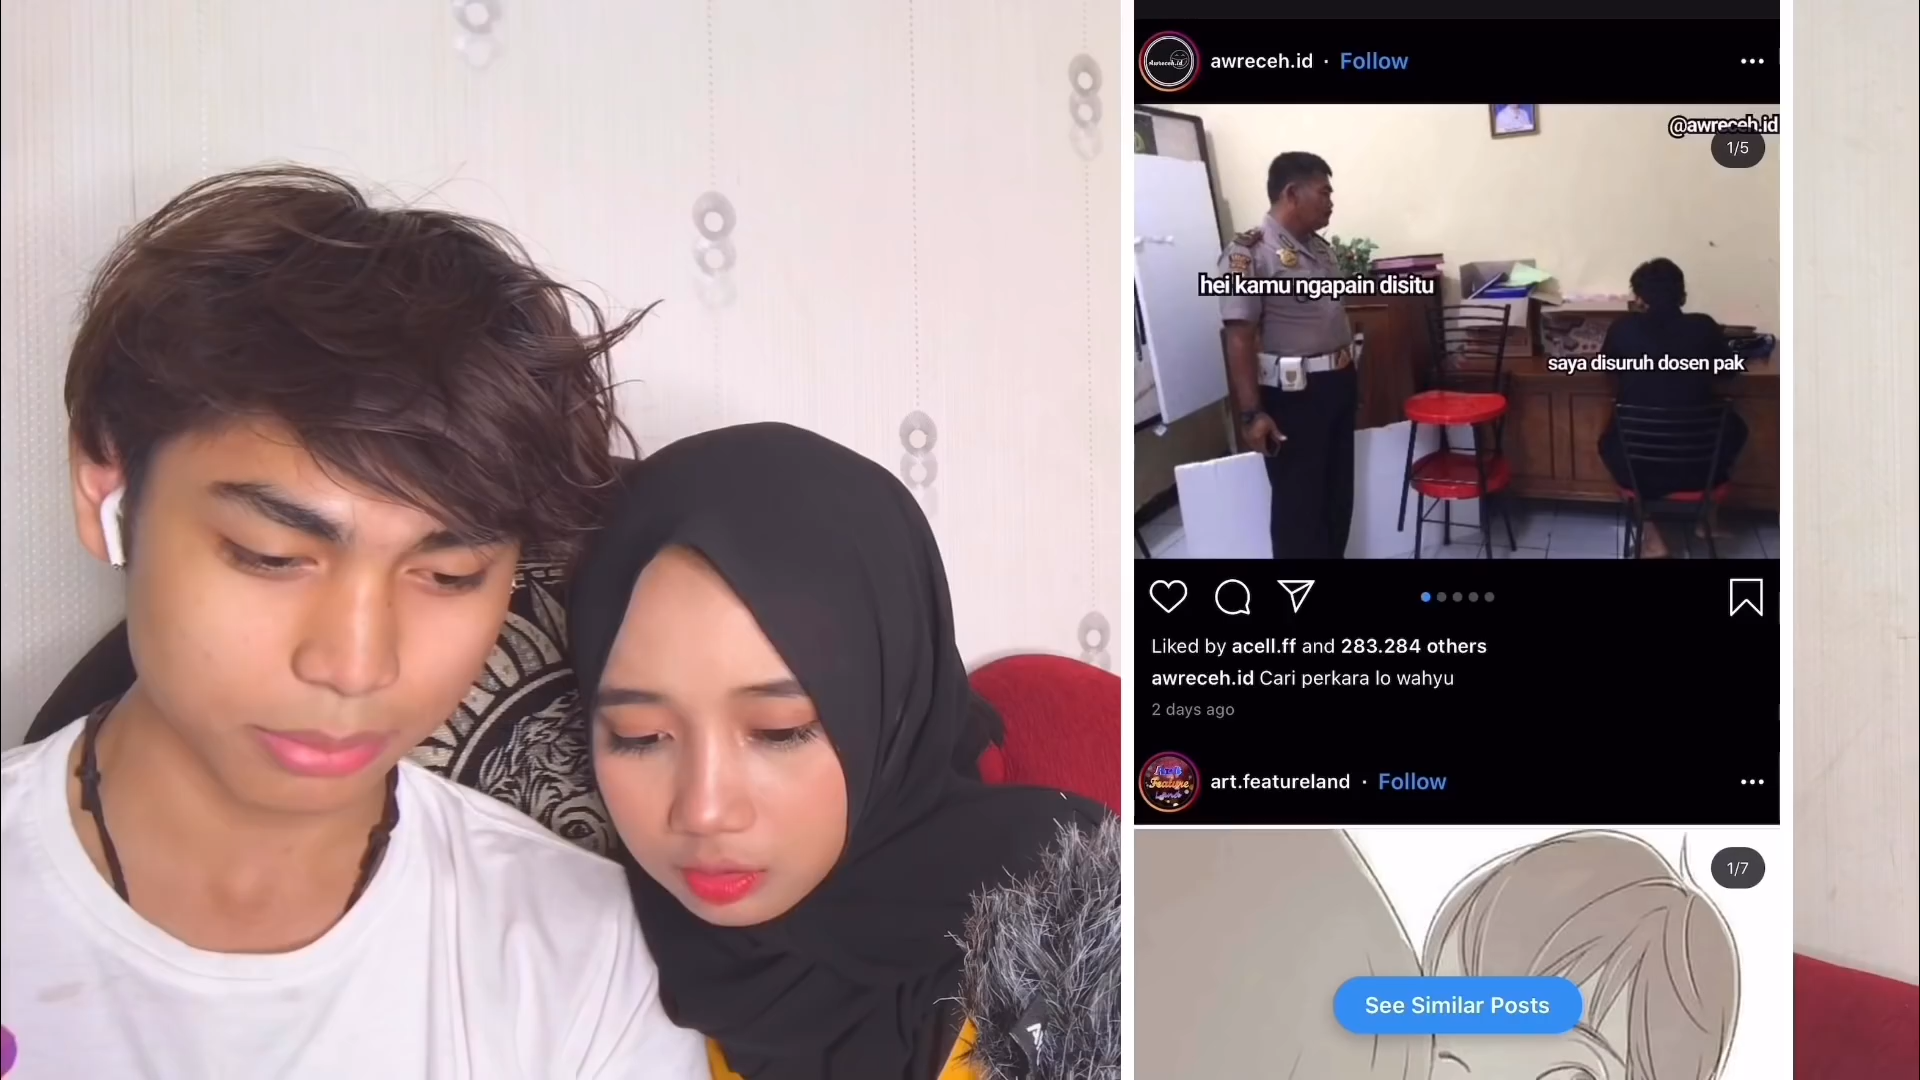 awreceh.id · Follow
@awreceh.id
1/5
hei kamu ngapain disitu
saya disuruh dosen pak
Liked by acell.ff and 283.284 others
awreceh.id Cari perkara lo wahyu
2 days ago
art.featureland · Follow
1/7
See Similar Posts